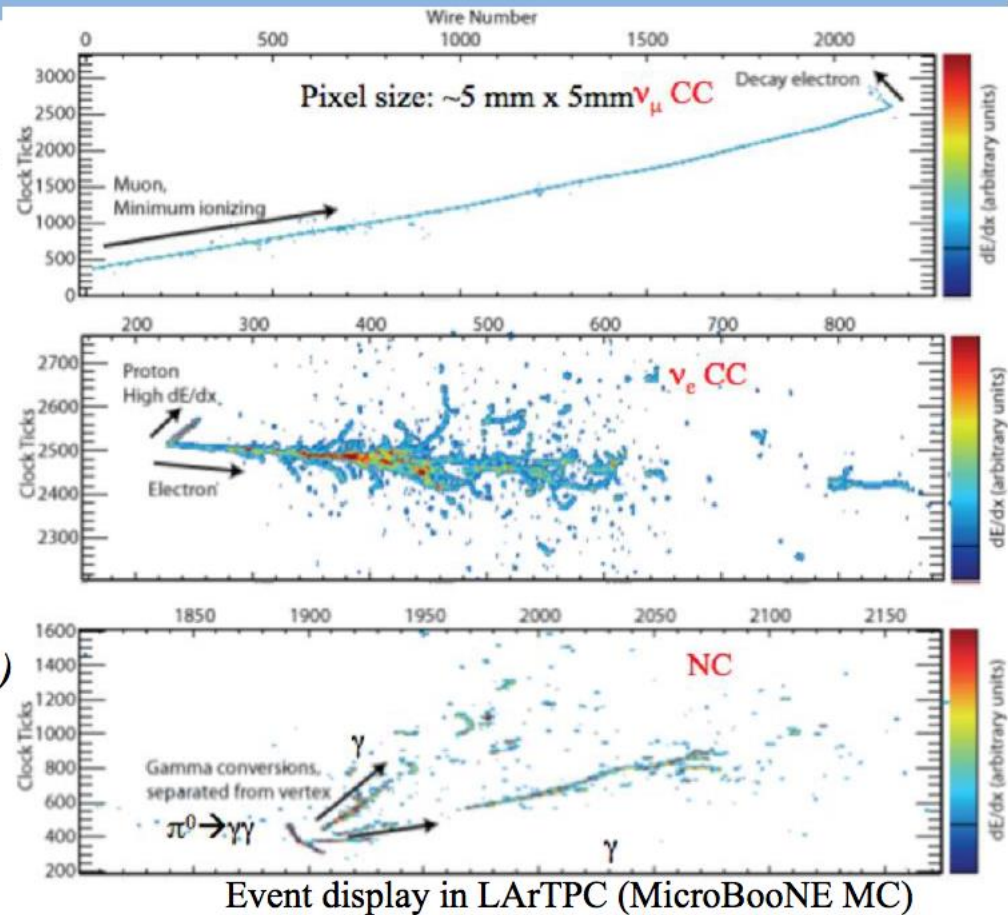 Wire Number
0 500 1000 1500 2000
3000
2500
2000
1500
1000
500
0
Clock Ticks
Pixel size: ~5 mm x 5mm
νμ CC
Decay electron
Muon,
Minimum ionizing
dE/dx (arbitrary units)
200 300 400 500 600 700 800
2700
2600
2500
2400
2300
Clock Ticks
Proton
High dE/dx
νe CC
Electron
dE/dx (arbitrary units)
1850 1900 1950 2000 2050 2100 2150
1600
1400
1200
1000
800
600
400
200
)
Clock Ticks
NC
γ
Gamma conversions,
separated from vertex
π⁰→γγ
γ
dE/dx (arbitrary units)
Event display in LArTPC (MicroBooNE MC)